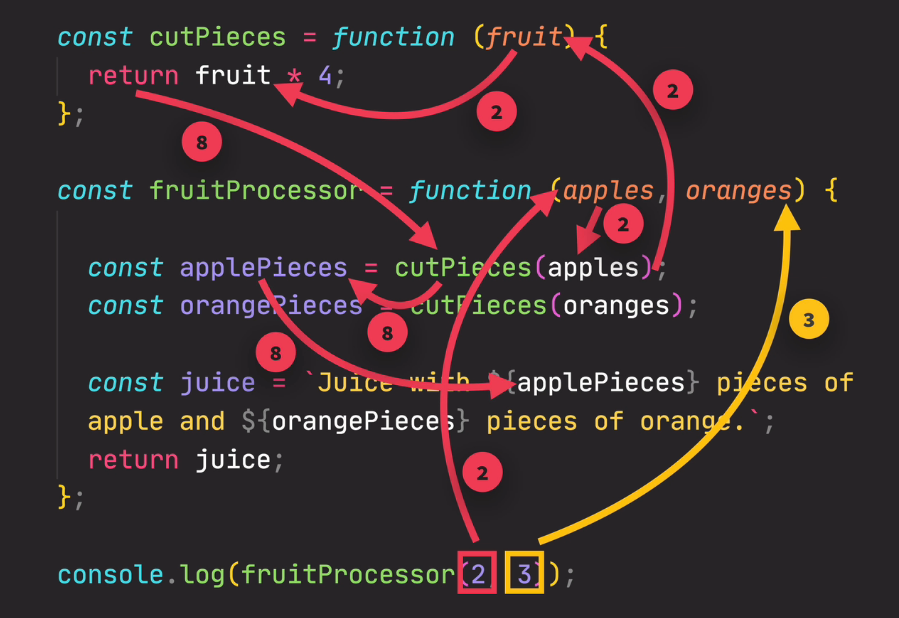 const cutPieces = function (fruit) {
return fruit * 4;
};
2
2
8
const fruitProcessor = function (apples, oranges) {
2
const applePieces = cutPieces(apples);
const orangePieces = cutPieces(oranges);
3
8
8
const juice = `Juice with ${applePieces} pieces of
apple and ${orangePieces} pieces of orange.`;
return juice;
2
};
console.log(fruitProcessor(2, 3));